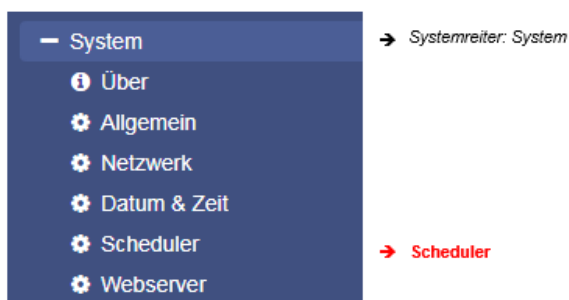 System → Systemreiter: System
Über
Allgemein
Netzwerk
Datum & Zeit
Scheduler → Scheduler
Webserver